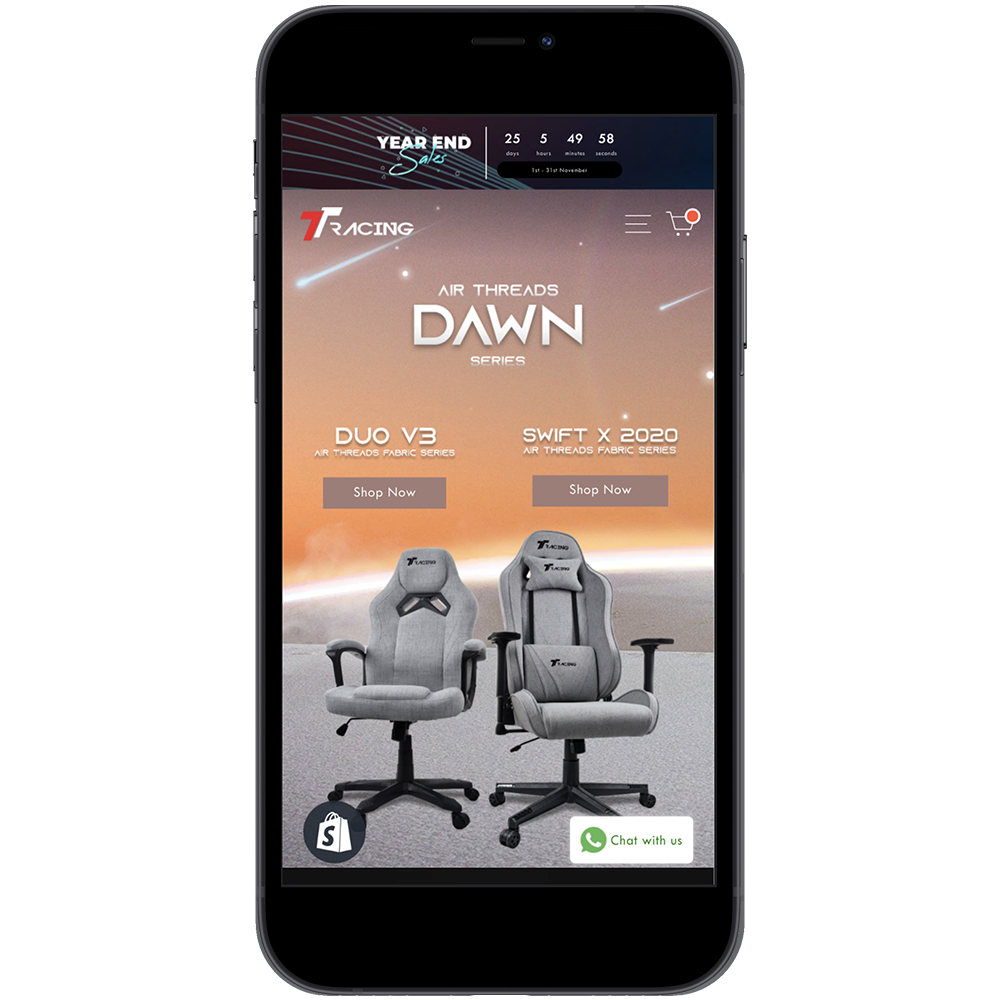 YEAR END
Sales
25 5 49 58
days hours minutes seconds
1st - 31st November
TTRACING
AIR THREADS
DAWN
SERIES
DUO V3
AIR THREADS FABRIC SERIES
Shop Now
SWIFT X 2020
AIR THREADS FABRIC SERIES
Shop Now
TTRACING
TTRACING
TTRACING
TTRACING
S
Chat with us